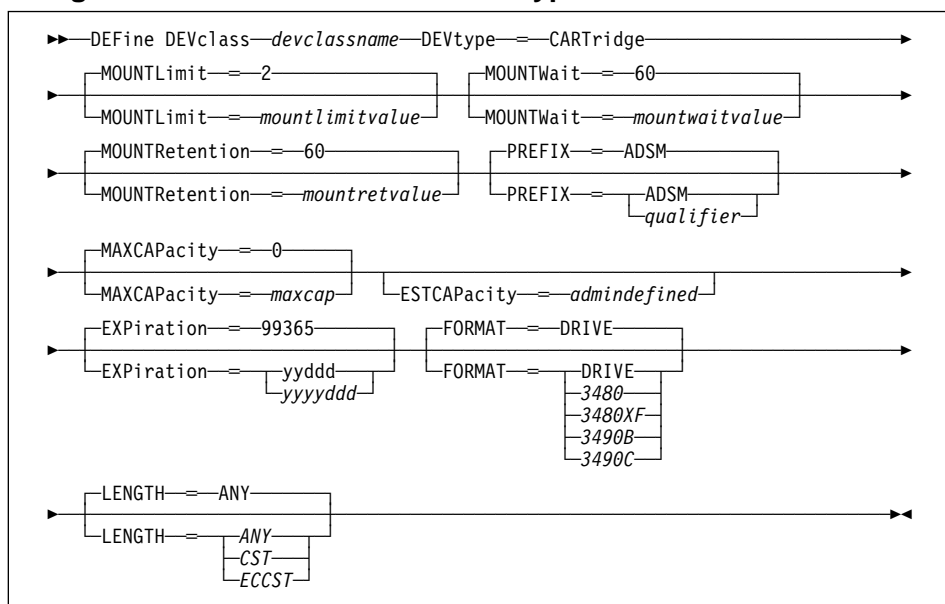 DEFine DEVclass devclassname DEVtype = CARTridge
MOUNTLimit = 2 MOUNTWait = 60
MOUNTLimit = mountlimitvalue MOUNTWait = mountwaitvalue
MOUNTRetention = 60 PREFIX = ADSM
MOUNTRetention = mountretvalue PREFIX = ADSM
qualifier
MAXCAPacity = 0
MAXCAPacity = maxcap ESTCAPacity = admindefined
EXPiration = 99365 FORMAT = DRIVE
EXPiration = yyddd FORMAT = DRIVE
yyyyddd 3480
3480XF
3490B
3490C
LENGTH = ANY
LENGTH = ANY
CST
ECCST